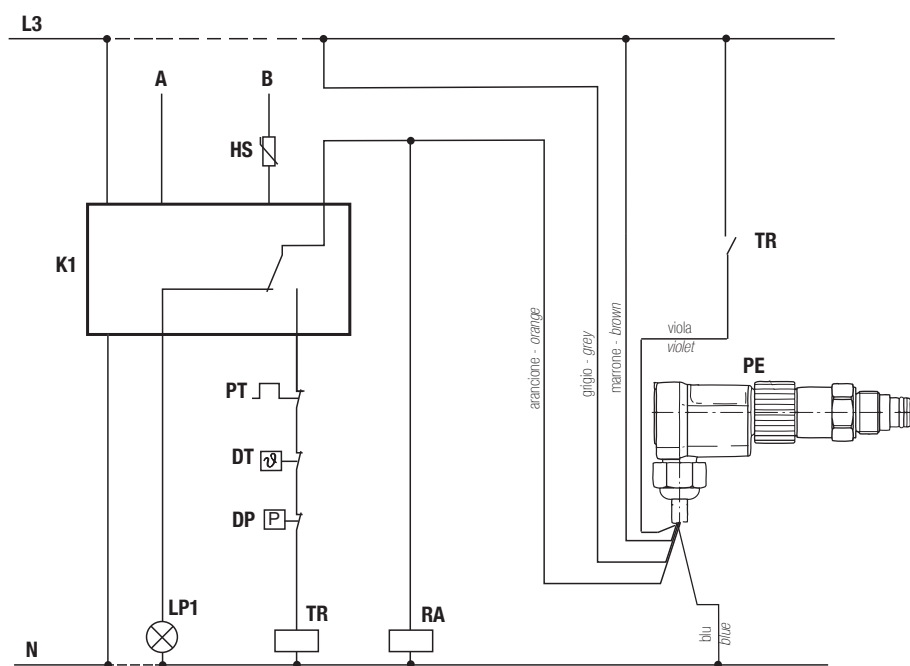 L3
A
B
HS
K1
TR
arancione - orange
grigio - grey
marrone - brown
viola
violet
PE
PT
DT
ϑ
DP
P
LP1
TR
RA
blu
blue
N